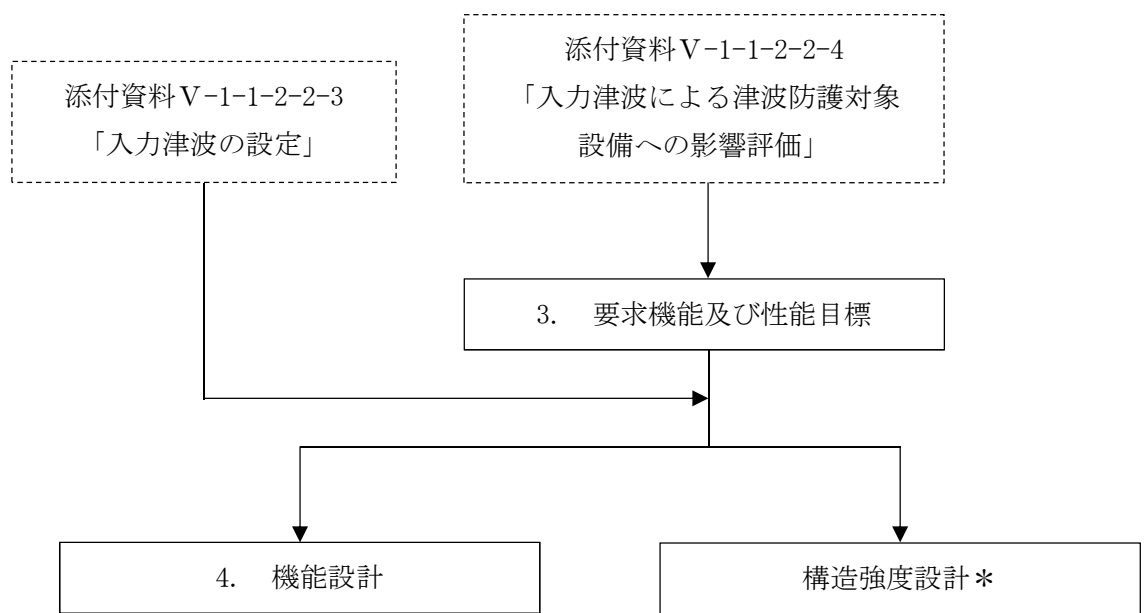 添付資料Ⅴ-1-1-2-2-3
「入力津波の設定」
添付資料Ⅴ-1-1-2-2-4
「入力津波による津波防護対象
設備への影響評価」
3. 要求機能及び性能目標
4. 機能設計
構造強度設計＊